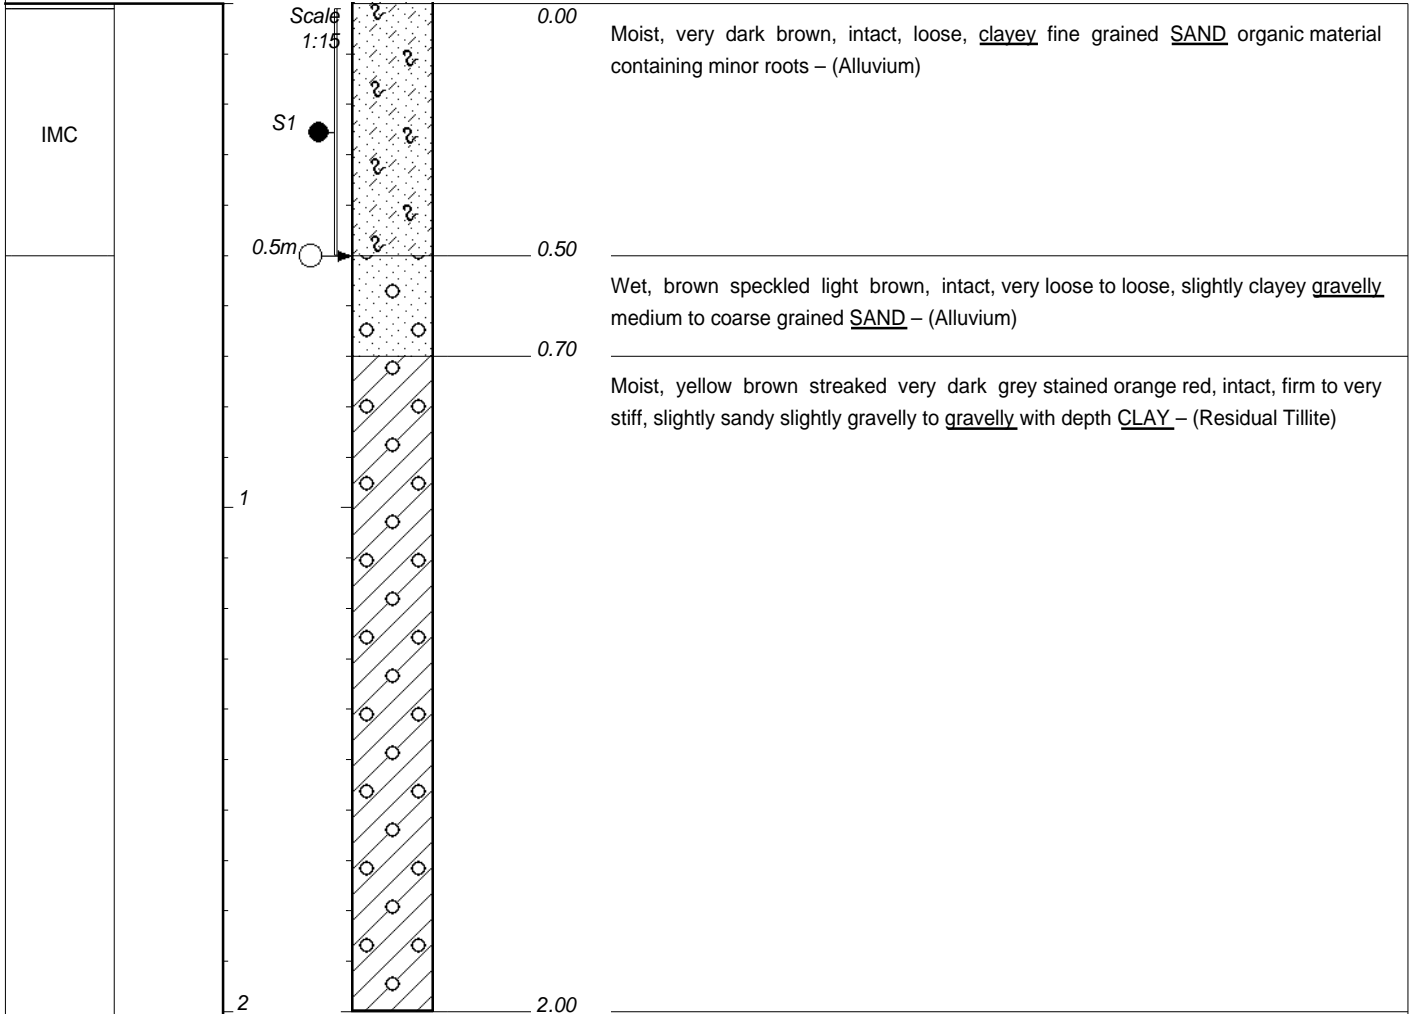 Scale
1:15
0.00
Moist, very dark brown, intact, loose, clayey fine grained SAND organic material
containing minor roots – (Alluvium)
S1
IMC
0.5m
0.50
Wet, brown speckled light brown, intact, very loose to loose, slightly clayey gravelly
medium to coarse grained SAND – (Alluvium)
0.70
Moist, yellow brown streaked very dark grey stained orange red, intact, firm to very
stiff, slightly sandy slightly gravelly to gravelly with depth CLAY – (Residual Tillite)
1
2
2.00